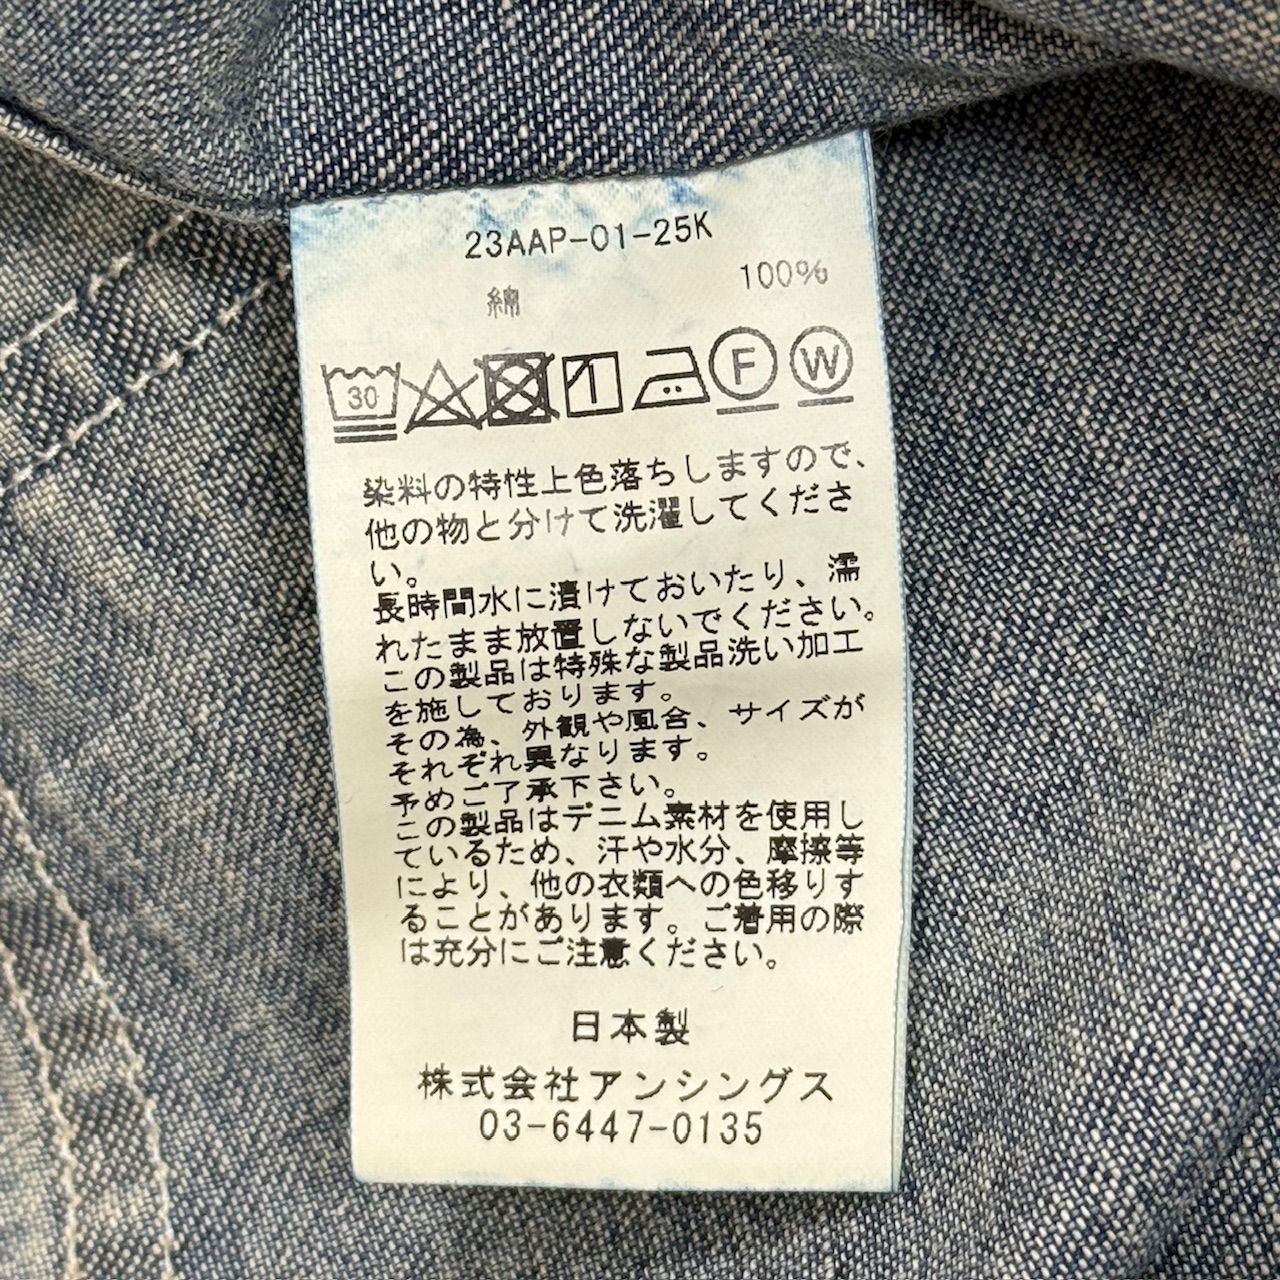 23AAP-01-25K
綿 100%
30 F W
染料の特性上色落ちしますので、
他の物と分けて洗濯してくださ
い。
長時間水に漬けておいたり、濡
れたまま放置しないでください。
この製品は特殊な製品洗い加工
を施しております。
その為、外観や風合、サイズが
それぞれ異なります。
予めご了承下さい。
この製品はデニム素材を使用し
ているため、汗や水分、摩擦等
により、他の衣類への色移りす
ることがあります。ご着用の際
は充分にご注意ください。
日本製
株式会社アンシングス
03-6447-0135